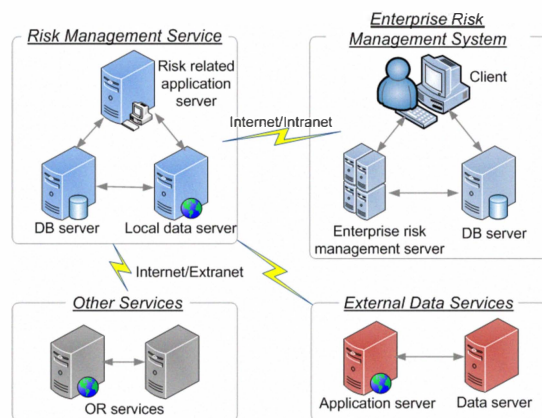 Risk Management Service
Risk related
application
server
DB server
Local data server
Internet/Intranet
Enterprise Risk
Management System
Client
Enterprise risk
management server
DB server
Internet/Extranet
Other Services
OR services
External Data Services
Application server
Data server